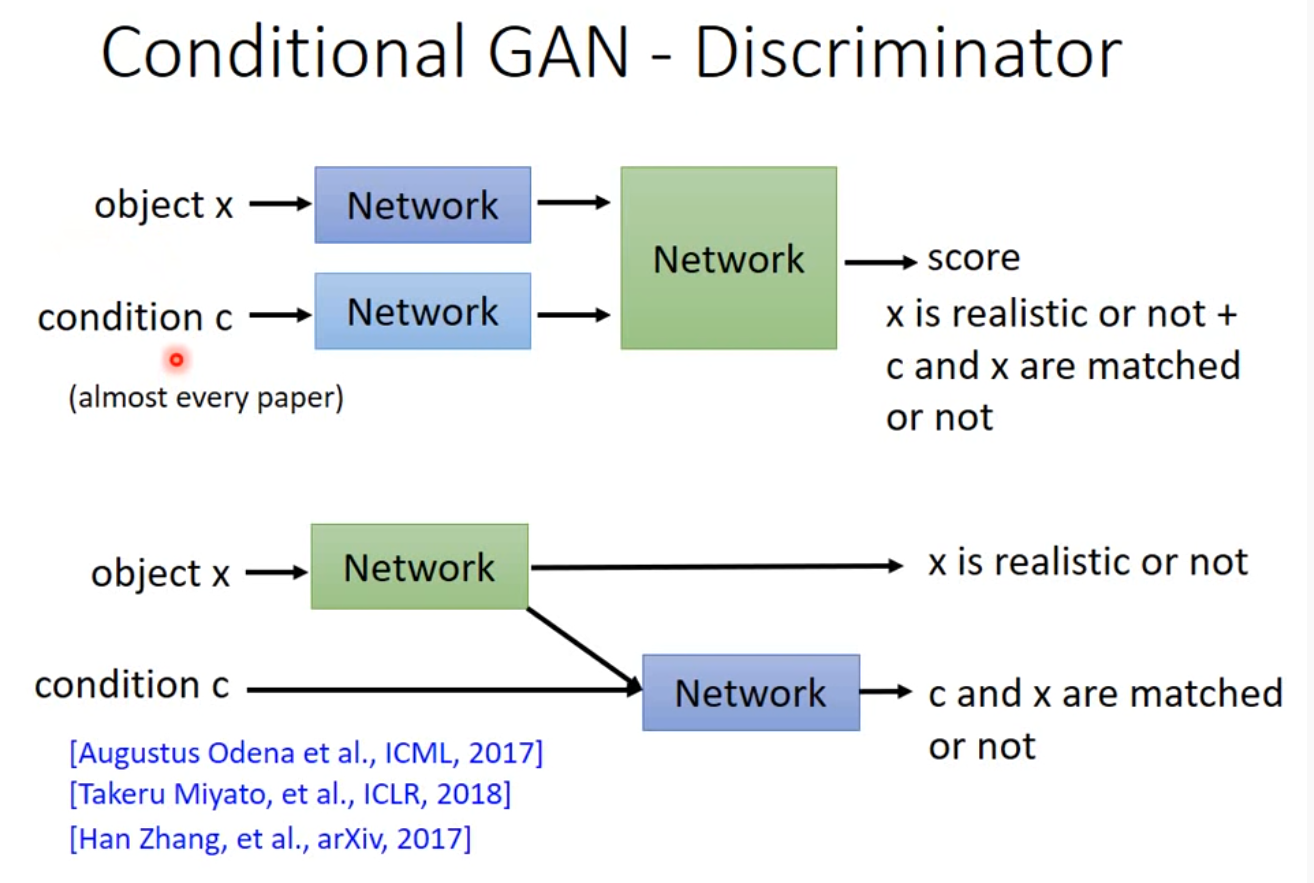 Conditional GAN - Discriminator
object x
Network
Network
score
condition c
Network
x is realistic or not +
c and x are matched
or not
(almost every paper)
object x
Network
x is realistic or not
condition c
Network
c and x are matched
or not
[Augustus Odena et al., ICML, 2017]
[Takeru Miyato, et al., ICLR, 2018]
[Han Zhang, et al., arXiv, 2017]